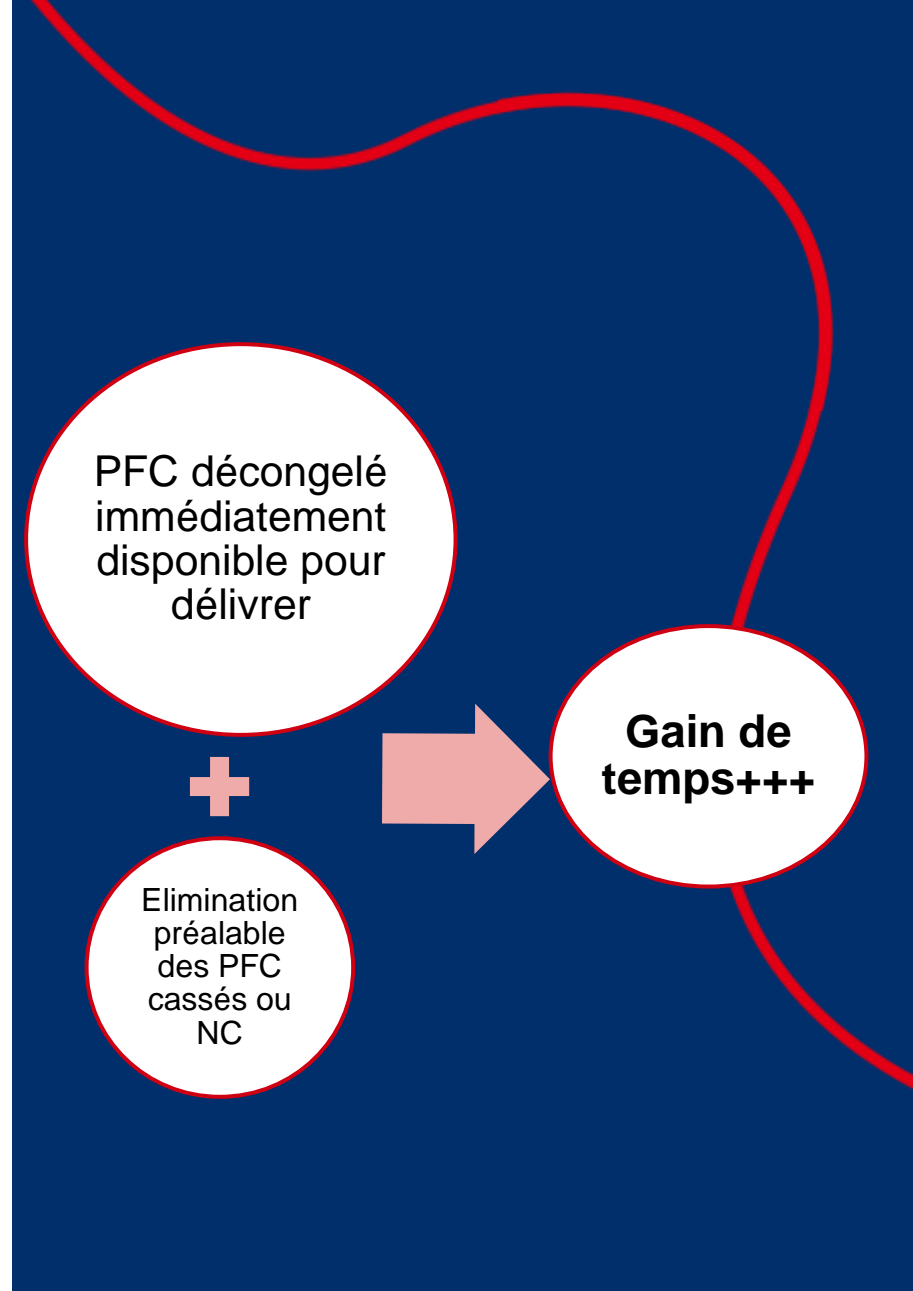 PFC décongelé
immédiatement
disponible pour
délivrer
Elimination
préalable
des PFC
cassés ou
NC
Gain de
temps+++